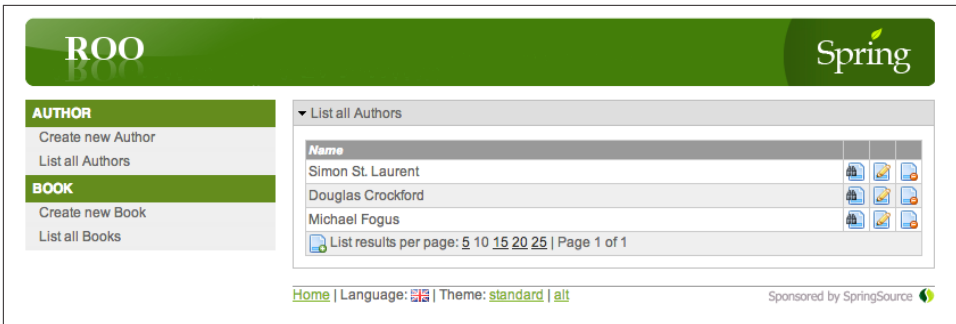 ROO
Spring
AUTHOR
Create new Author
List all Authors
BOOK
Create new Book
List all Books
List all Authors
Name
Simon St. Laurent
Douglas Crockford
Michael Fogus
List results per page: 5 10 15 20 25 | Page 1 of 1
Home | Language: | Theme: standard | alt
Sponsored by SpringSource